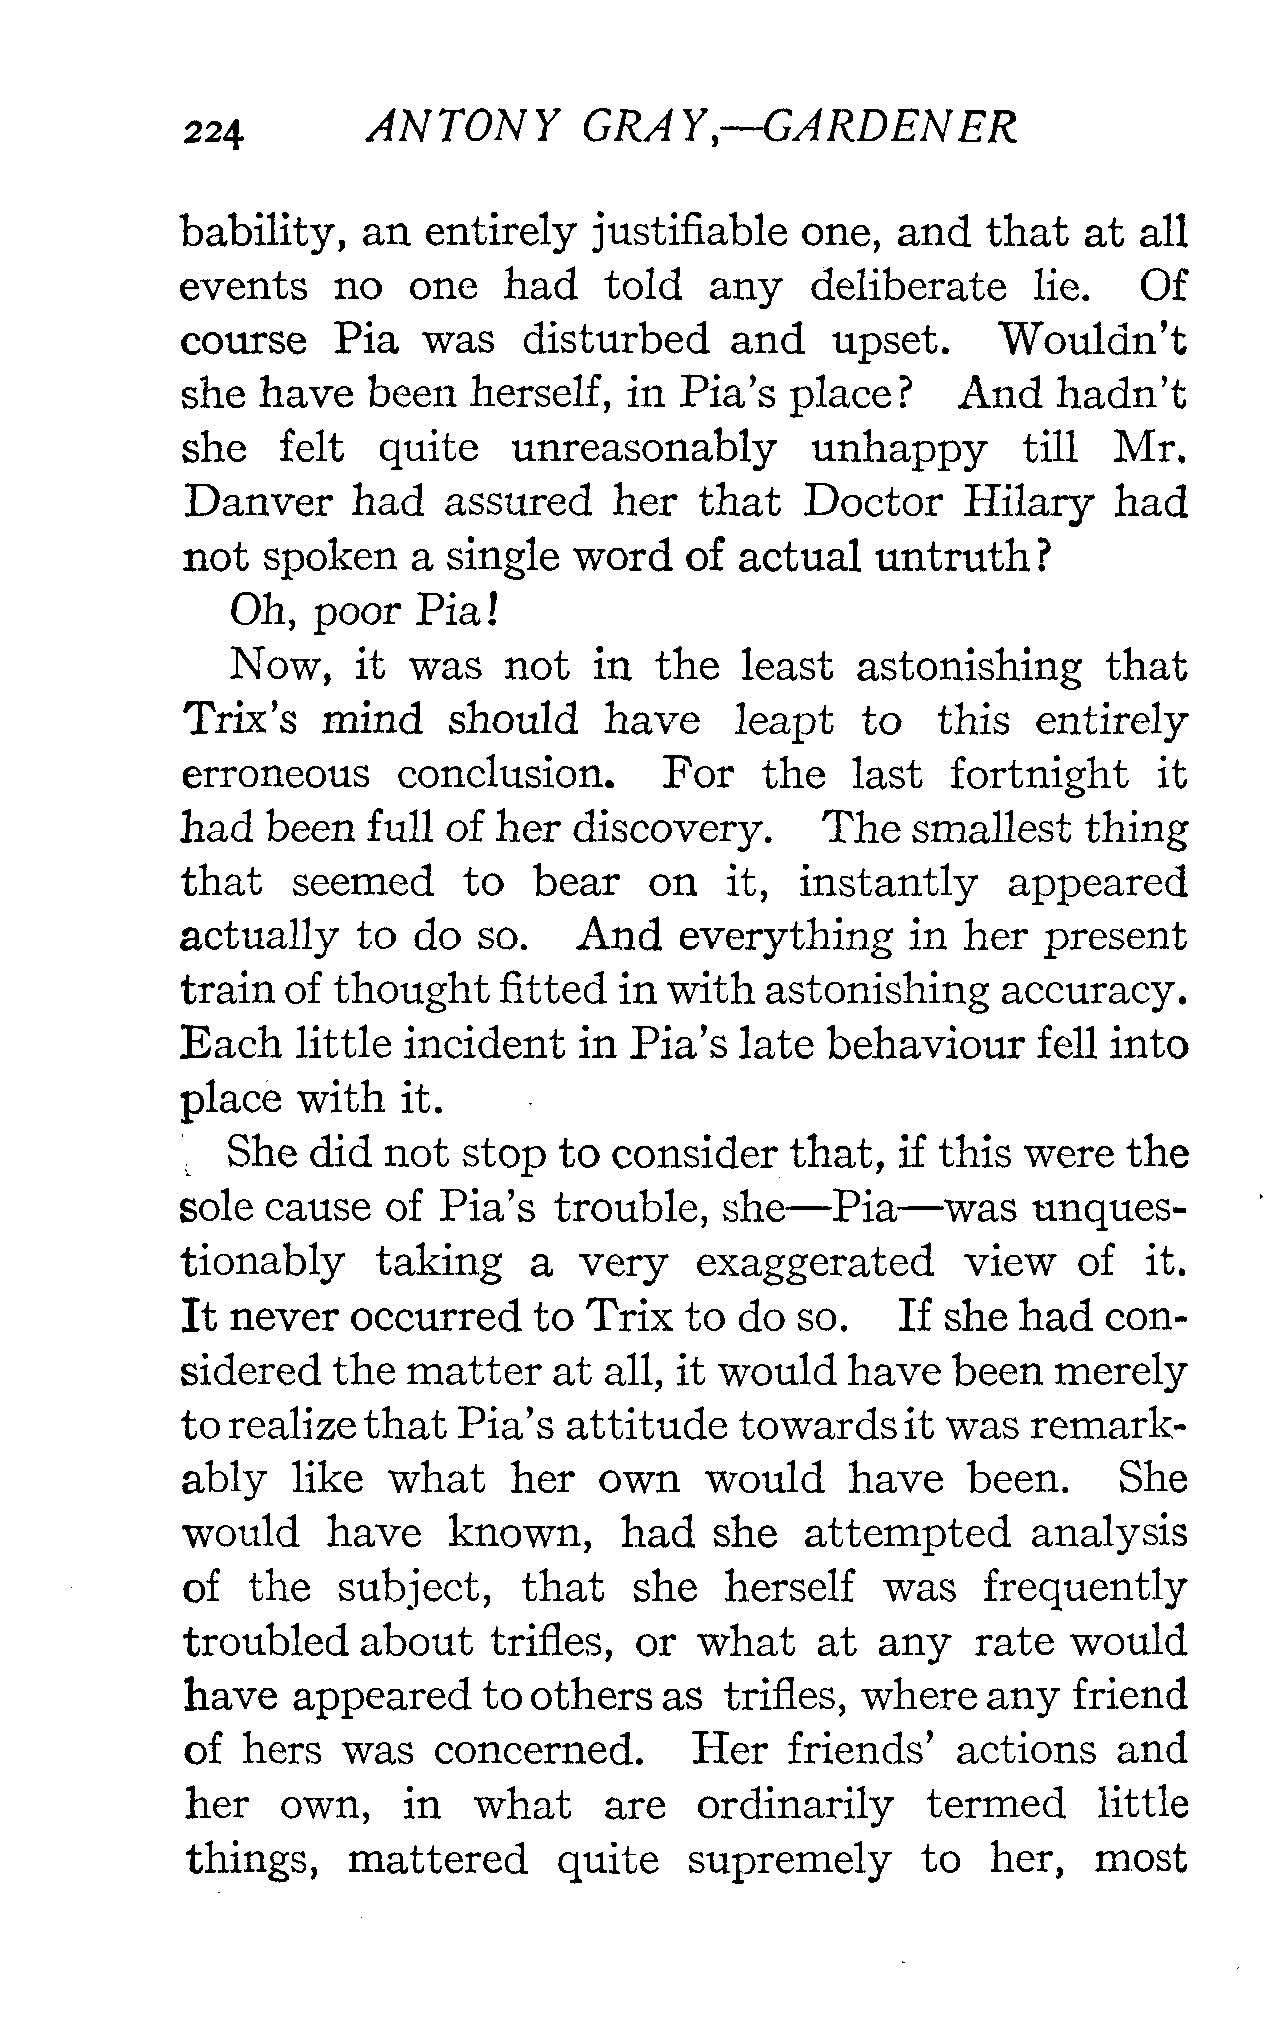 224 ANTONY GRAY,—GARDENER
bability, an entirely justifiable one, and that at all
events no one had told any deliberate lie. Of
course Pia was disturbed and upset. Wouldn't
she have been herself, in Pia's place? And hadn't
she felt quite unreasonably unhappy till Mr.
Danver had assured her that Doctor Hilary had
not spoken a single word of actual untruth?
Oh, poor Pia!
Now, it was not in the least astonishing that
Trix's mind should have leapt to this entirely
erroneous conclusion. For the last fortnight it
had been full of her discovery. The smallest thing
that seemed to bear on it, instantly appeared
actually to do so. And everything in her present
train of thought fitted in with astonishing accuracy.
Each little incident in Pia's late behaviour fell into
place with it.
She did not stop to consider that, if this were the
sole cause of Pia's trouble, she—Pia—was unques-
tionably taking a very exaggerated view of it.
It never occurred to Trix to do so. If she had con-
sidered the matter at all, it would have been merely
to realize that Pia's attitude towards it was remark-
ably like what her own would have been. She
would have known, had she attempted analysis
of the subject, that she herself was frequently
troubled about trifles, or what at any rate would
have appeared to others as trifles, where any friend
of hers was concerned. Her friends' actions and
her own, in what are ordinarily termed little
things, mattered quite supremely to her, most